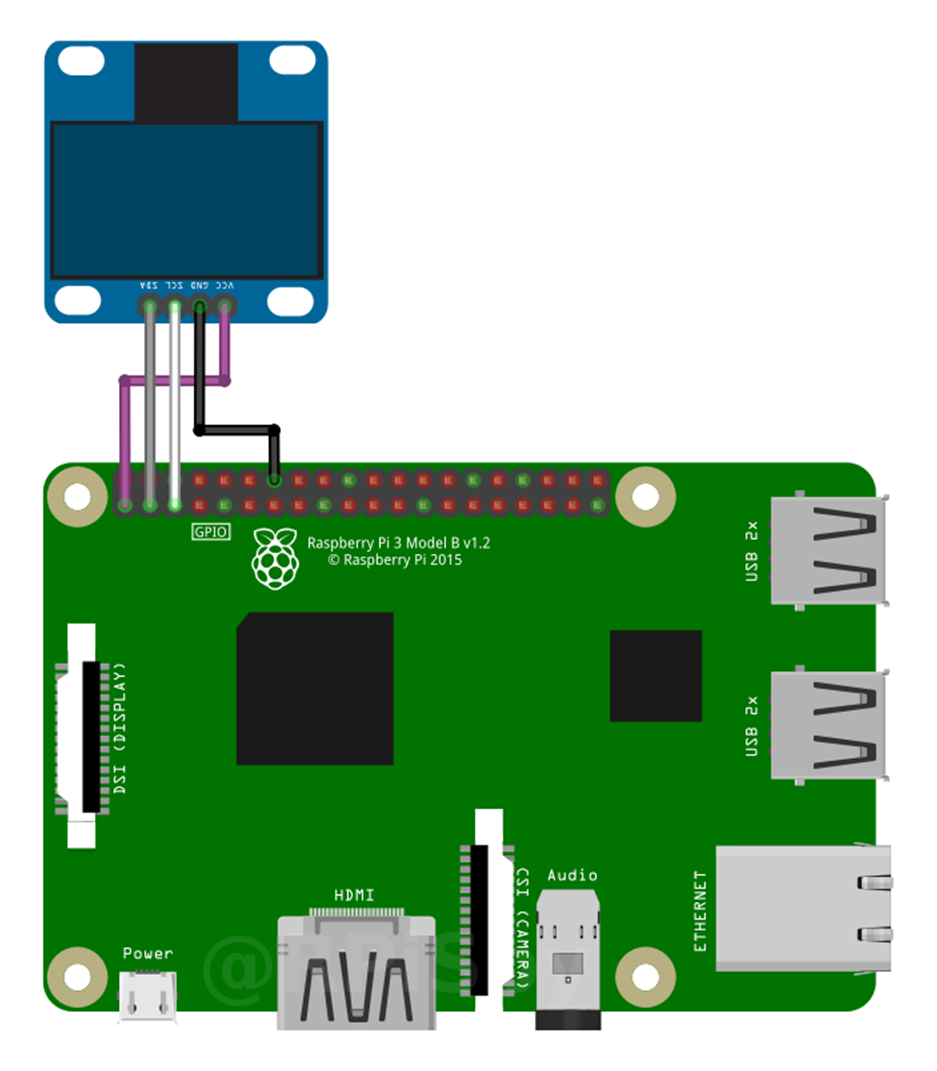 SDA SCL GND VCC
GPIO
Raspberry Pi 3 Model B v1.2
© Raspberry Pi 2015
USB 2x
DSI (DISPLAY)
USB 2x
CSI (CAMERA)
Audio
ETHERNET
HDMI
Power